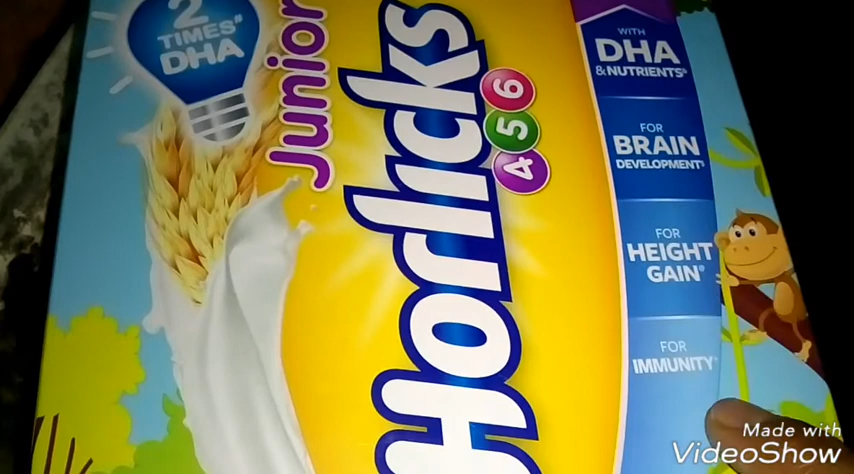 2
TIMES"
DHA
Junior
Horlicks
4 5 6
WITH
DHA
& NUTRIENTS*
FOR
BRAIN
DEVELOPMENT
FOR
HEIGHT
GAIN
FOR
IMMUNITY
Made with
VideoShow